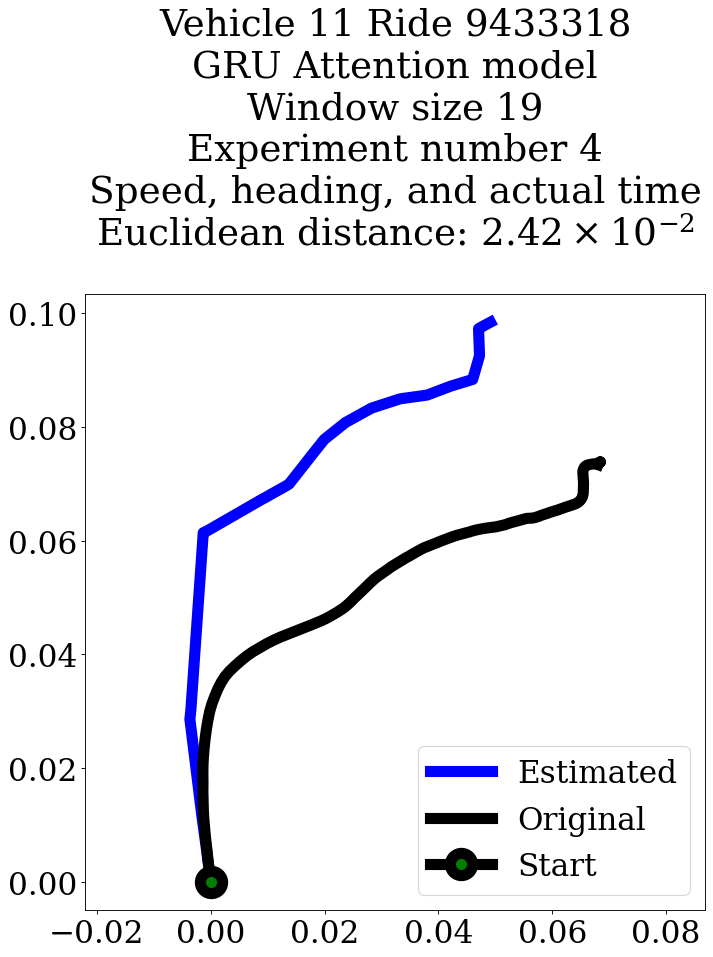 Vehicle 11 Ride 9433318
GRU Attention model
Window size 19
Experiment number 4
Speed, heading, and actual time
Euclidean distance: 2.42 × 10⁻²
0.10
0.08
0.06
0.04
0.02
0.00
Estimated
Original
Start
−0.02 0.00 0.02 0.04 0.06 0.08